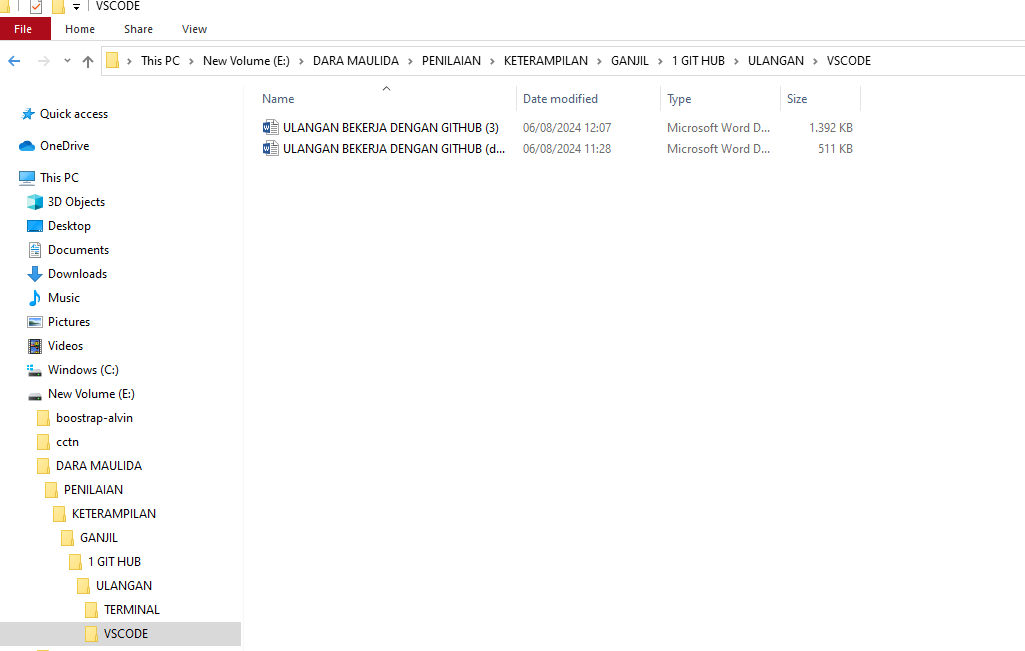 VSCODE
File Home Share View
This PC New Volume (E:) DARA MAULIDA PENILAIAN KETERAMPILAN GANJIL 1 GIT HUB ULANGAN VSCODE
Name Date modified Type Size
ULANGAN BEKERJA DENGAN GITHUB (3) 06/08/2024 12:07 Microsoft Word D... 1.392 KB
ULANGAN BEKERJA DENGAN GITHUB (d... 06/08/2024 11:28 Microsoft Word D... 511 KB
Quick access
OneDrive
This PC
3D Objects
Desktop
Documents
Downloads
Music
Pictures
Videos
Windows (C:)
New Volume (E:)
boostrap-alvin
cctn
DARA MAULIDA
PENILAIAN
KETERAMPILAN
GANJIL
1 GIT HUB
ULANGAN
TERMINAL
VSCODE